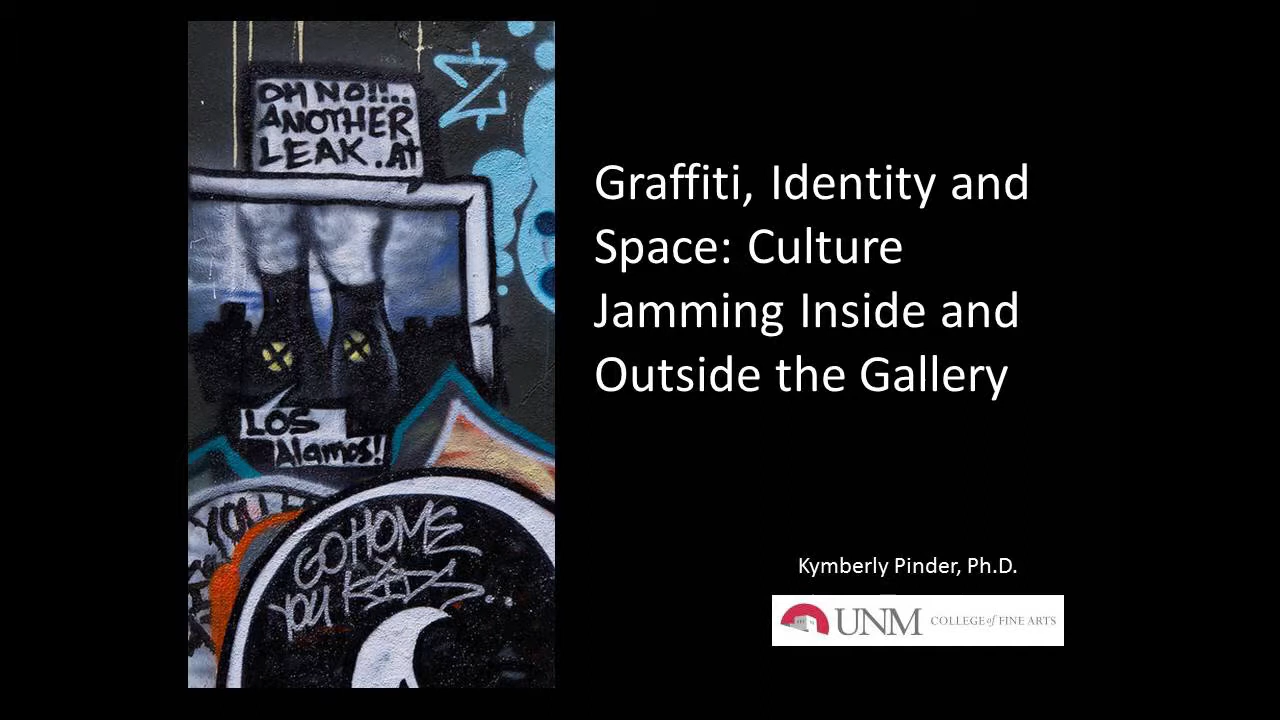 OH NO!!...
ANOTHER
LEAK .At
LOS
Alamos!
YOU
GO HOME
YOU KIDS...
Graffiti, Identity and
Space: Culture
Jamming Inside and
Outside the Gallery
Kymberly Pinder, Ph.D.
UNM COLLEGE of FINE ARTS